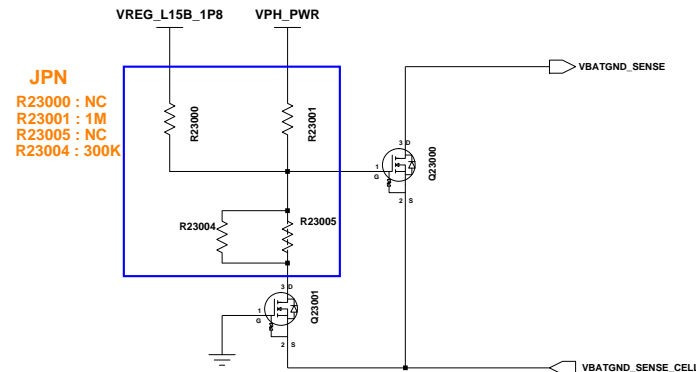 VREG_L15B_1P8
VPH_PWR
VBATGND_SENSE
JPN
R23000 : NC
R23001 : 1M
R23005 : NC
R23004 : 300K
R23000
R23001
3 D
1
G
2 S
Q23000
R23004
R23005
3 D
1
G
2 S
Q23001
VBATGND_SENSE_CELL